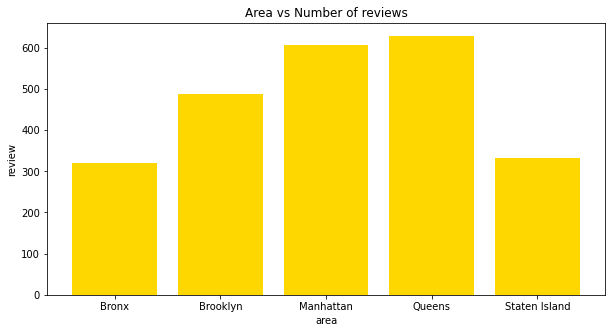 Area vs Number of reviews
600
500
400
300
200
100
0
review
Bronx Brooklyn Manhattan Queens Staten Island
area